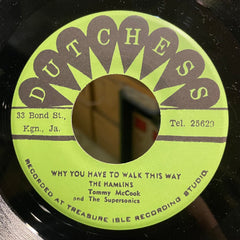 DUTCHESS
33 Bond St., Kgn., Ja.
Tel. 25629
WHY YOU HAVE TO WALK THIS WAY
THE HAMLINS
Tommy McCook
and The Supersonics
RECORDED AT TREASURE ISLE RECORDING STUDIO.